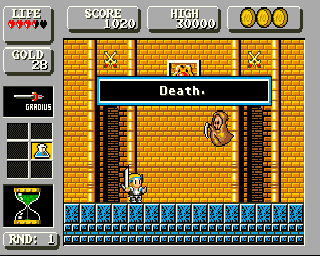 LIFE
SCORE
1020
HIGH
30000
GOLD
28
Death.
GRADIUS
RND: 1